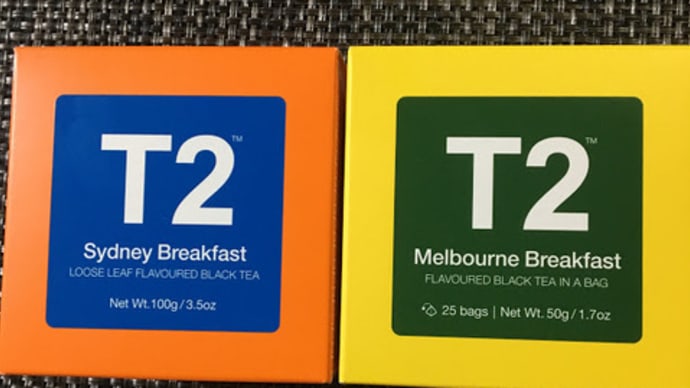 T2™
Sydney Breakfast
LOOSE LEAF FLAVOURED BLACK TEA
Net Wt.100g/3.5oz
T2™
Melbourne Breakfast
FLAVOURED BLACK TEA IN A BAG
25 bags | Net Wt. 50g/1.7oz